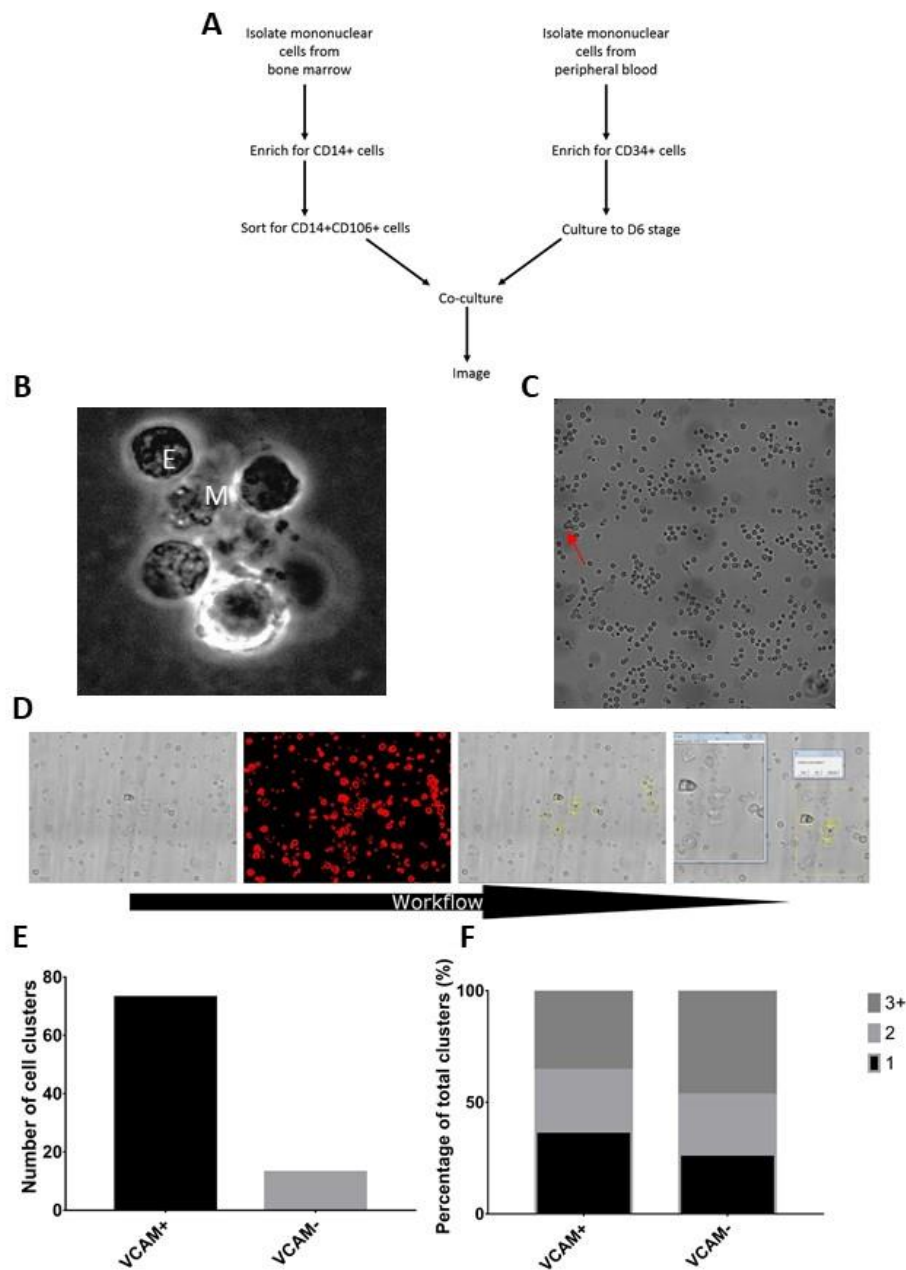 A
Isolate mononuclear
cells from
bone marrow
Isolate mononuclear
cells from
peripheral blood
Enrich for CD14+ cells
Enrich for CD34+ cells
Sort for CD14+CD106+ cells
Culture to D6 stage
Co-culture
Image
B
E
M
C
D
Workflow
E
Number of cell clusters
80
60
40
20
0
VCAM+
VCAM-
F
Percentage of total clusters (%)
100
50
0
VCAM+
VCAM-
3+
2
1